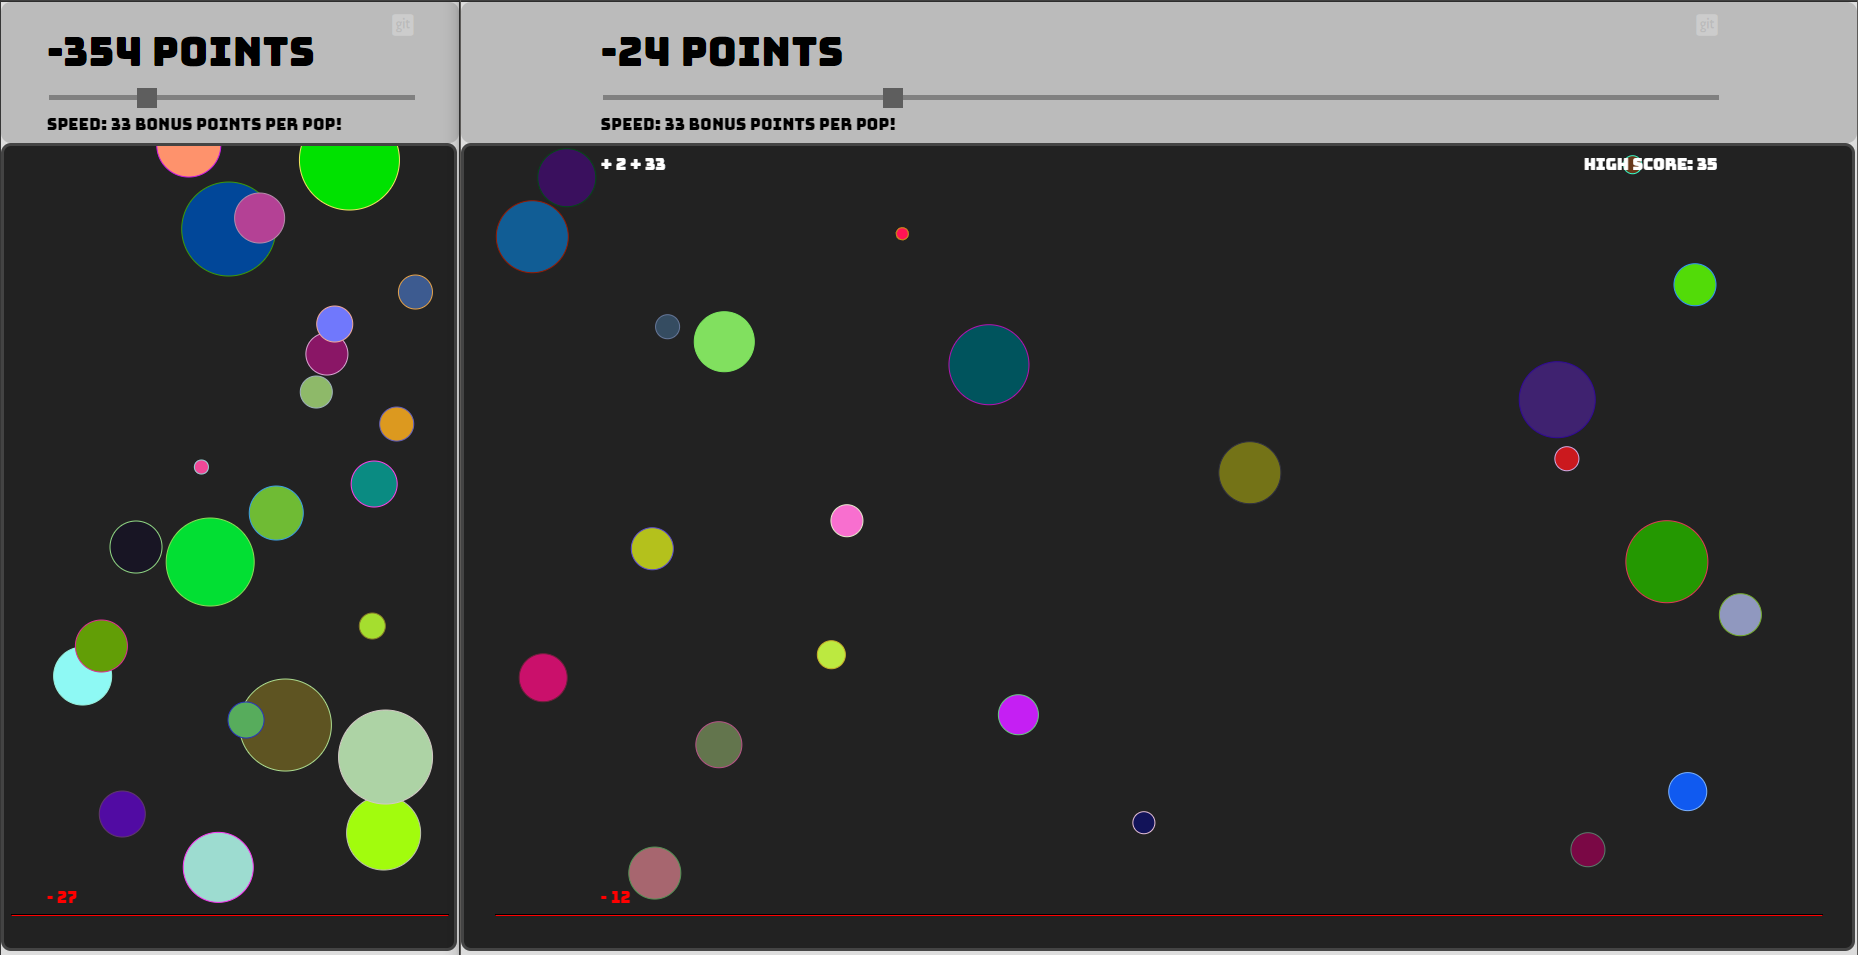 git
-354 POINTS
SPEED: 33 BONUS POINTS PER POP!
- 27
git
-24 POINTS
SPEED: 33 BONUS POINTS PER POP!
+ 2 + 33
HIGH SCORE: 35
- 12